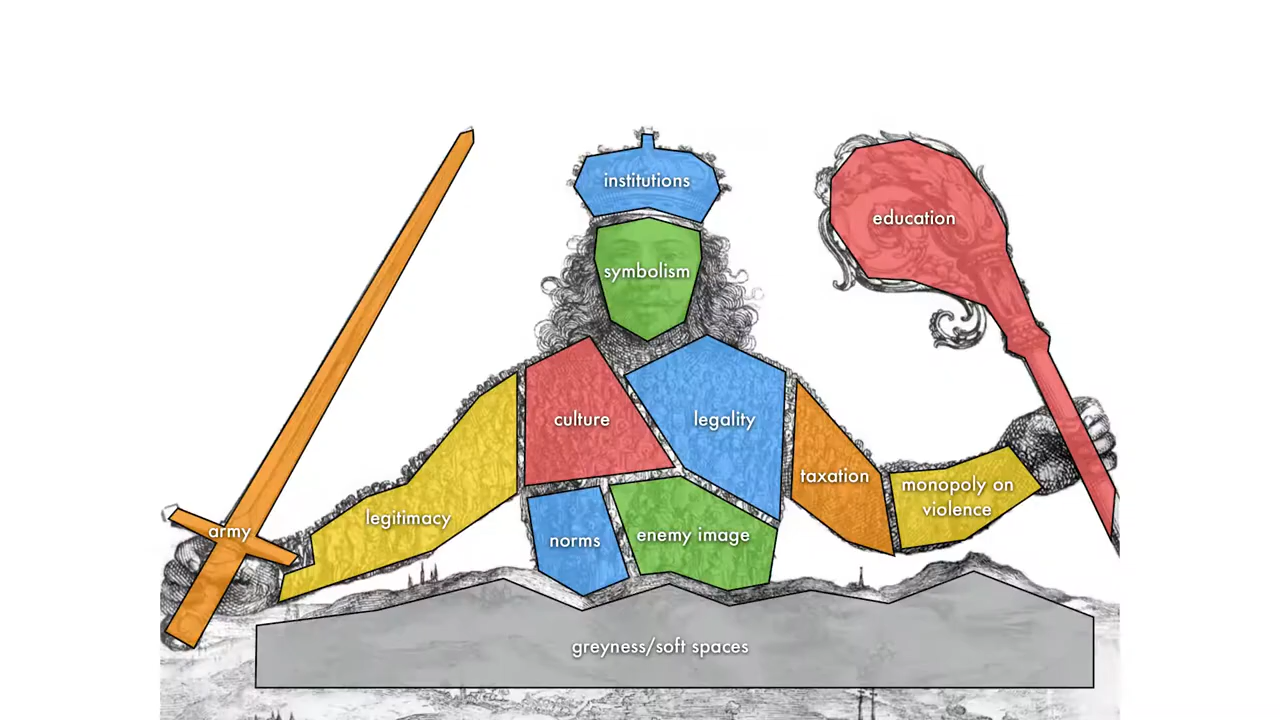 institutions
education
symbolism
culture
legality
taxation
monopoly on
violence
legitimacy
army
norms
enemy image
greyness/soft spaces